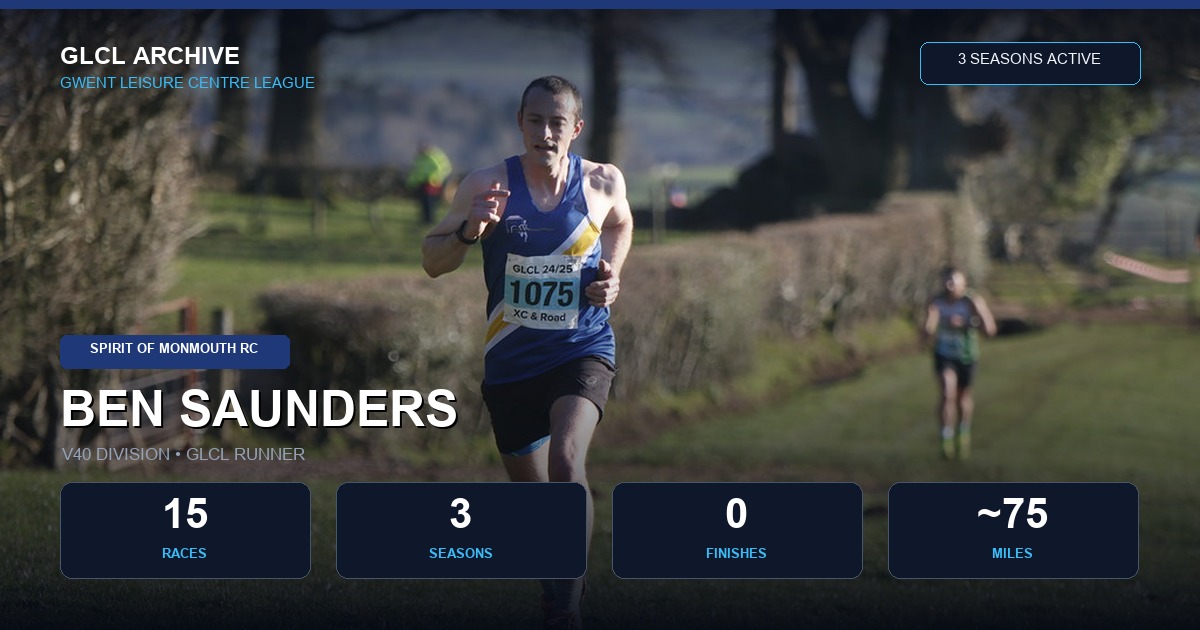 GLCL ARCHIVE
GWENT LEISURE CENTRE LEAGUE
3 SEASONS ACTIVE
GLCL 24/25
1075
XC & Road
SPIRIT OF MONMOUTH RC
BEN SAUNDERS
V40 DIVISION • GLCL RUNNER
15
RACES
3
SEASONS
0
FINISHES
~75
MILES